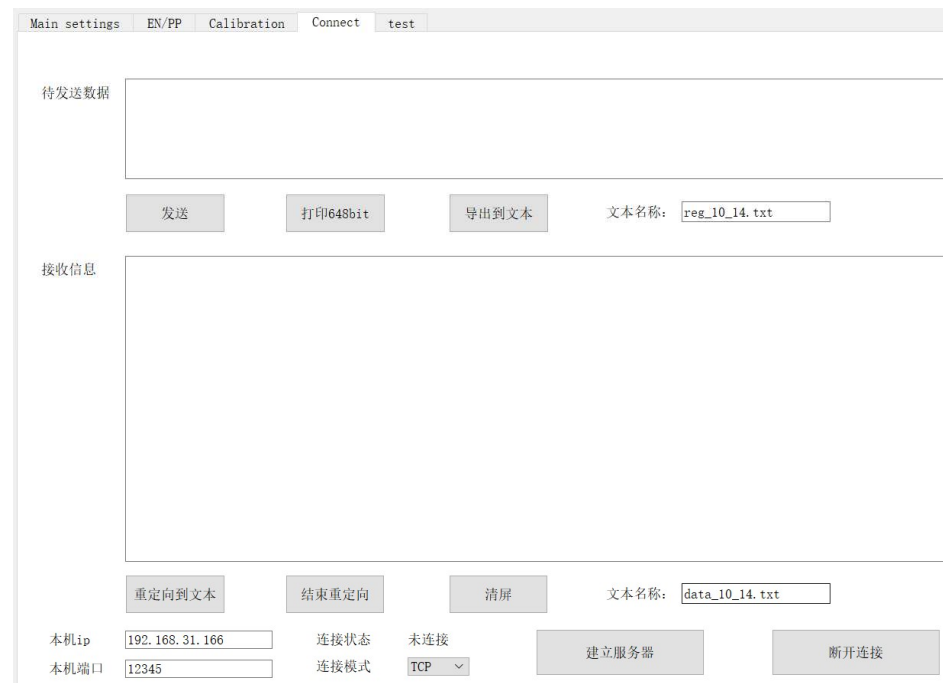 Main settings EN/PP Calibration Connect test
待发送数据
发送 打印648bit 导出到文本 文本名称: reg_10_14.txt
接收信息
重定向到文本 结束重定向 清屏 文本名称: data_10_14.txt
本机ip 192.168.31.166 连接状态 未连接 建立服务器 断开连接
本机端口 12345 连接模式 TCP